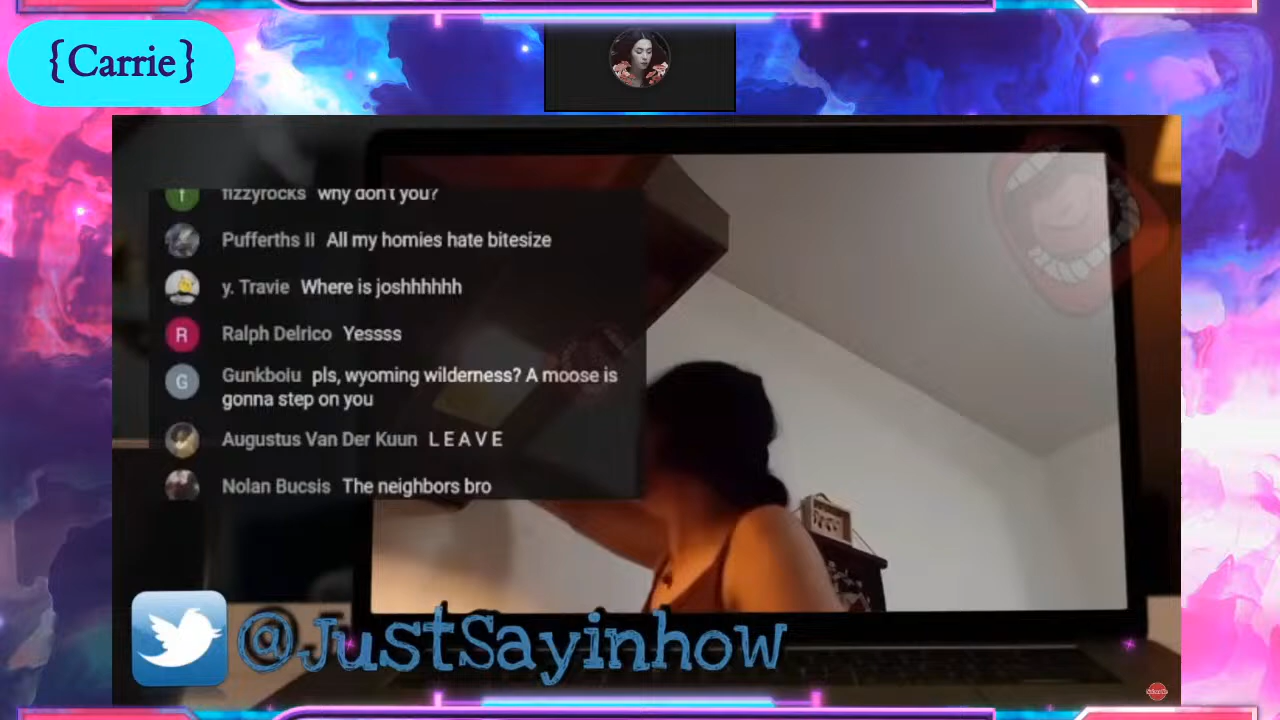 {Carrie}
fizzyrocks why don't you?
Pufferths II All my homies hate bitesize
y. Travie Where is joshhhhhh
R Ralph Delrico Yessss
G Gunkboiu pls, wyoming wilderness? A moose is
gonna step on you
Augustus Van Der Kuun L E A V E
Nolan Bucsis The neighbors bro
@JustSayinhow